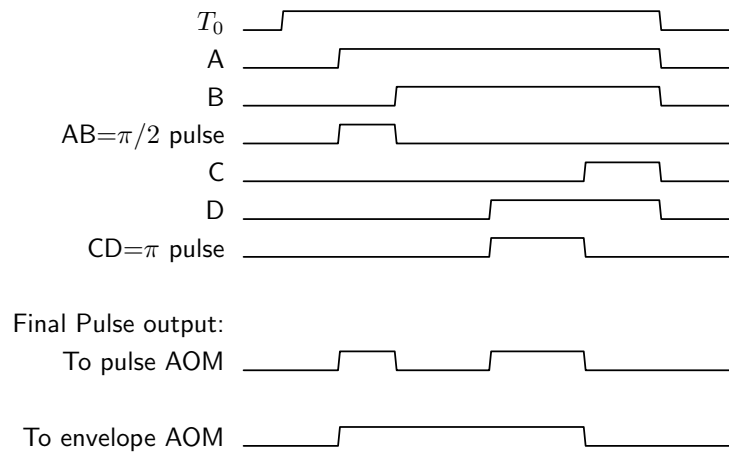 T₀
A
B
AB=π/2 pulse
C
D
CD=π pulse
Final Pulse output:
To pulse AOM
To envelope AOM